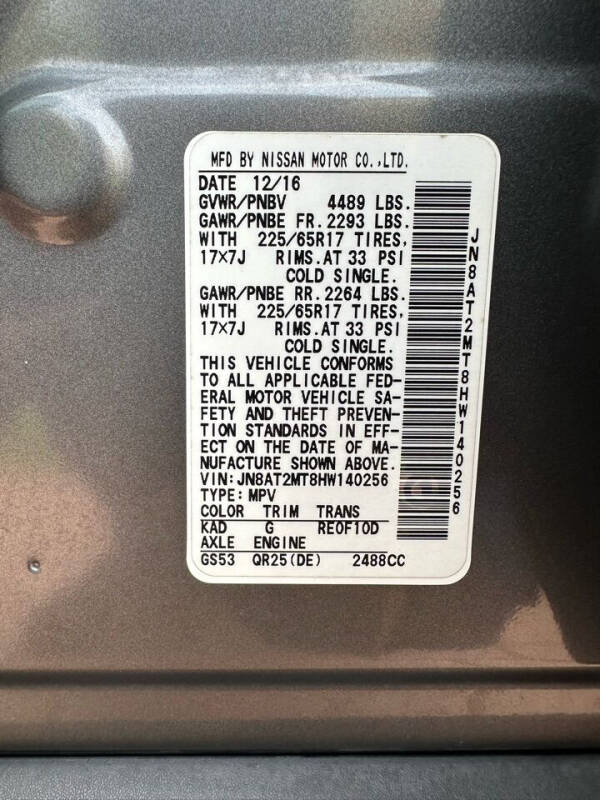 MFD BY NISSAN MOTOR CO.,LTD.
DATE 12/16
GVWR/PNBV 4489 LBS.
GAWR/PNBE FR. 2293 LBS.
WITH 225/65R17 TIRES,
17×7J RIMS.AT 33 PSI
COLD SINGLE.
GAWR/PNBE RR. 2264 LBS.
WITH 225/65R17 TIRES,
17×7J RIMS.AT 33 PSI
COLD SINGLE.
THIS VEHICLE CONFORMS
TO ALL APPLICABLE FED-
ERAL MOTOR VEHICLE SA-
FETY AND THEFT PREVEN-
TION STANDARDS IN EFF-
ECT ON THE DATE OF MA-
NUFACTURE SHOWN ABOVE.
VIN:JN8AT2MT8HW140256
TYPE:MPV
COLOR TRIM TRANS
KAD G RE0F10D
AXLE ENGINE
GS53 QR25(DE) 2488CC
JN8AT2MT8HW140256